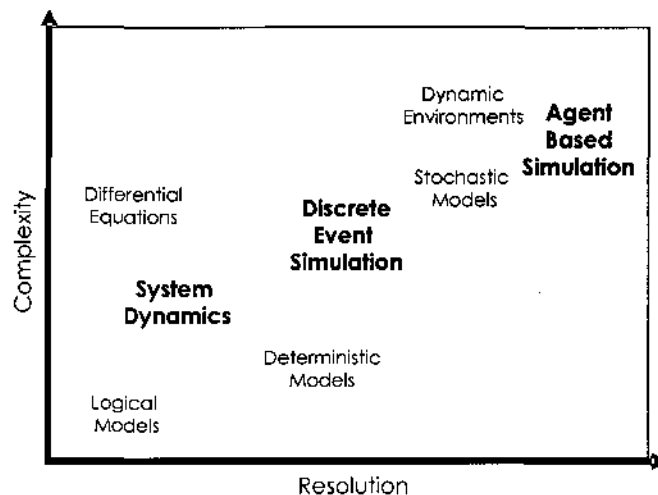 Complexity
Dynamic
Environments
Agent
Based
Simulation
Stochastic
Models
Differential
Equations
Discrete
Event
Simulation
System
Dynamics
Deterministic
Models
Logical
Models
Resolution